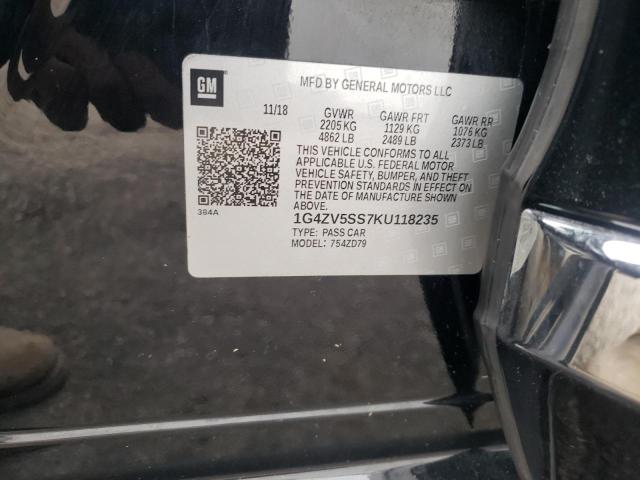 GM
MFD BY GENERAL MOTORS LLC
11/18 GVWR GAWR FRT GAWR RR
2205 KG 1129 KG 1076 KG
4862 LB 2489 LB 2373 LB
THIS VEHICLE CONFORMS TO ALL
APPLICABLE U.S. FEDERAL MOTOR
VEHICLE SAFETY, BUMPER, AND THEFT
PREVENTION STANDARDS IN EFFECT ON
THE DATE OF MANUFACTURE SHOWN
ABOVE.
384A
1G4ZV5SS7KU118235
TYPE: PASS CAR
MODEL: 754ZD79